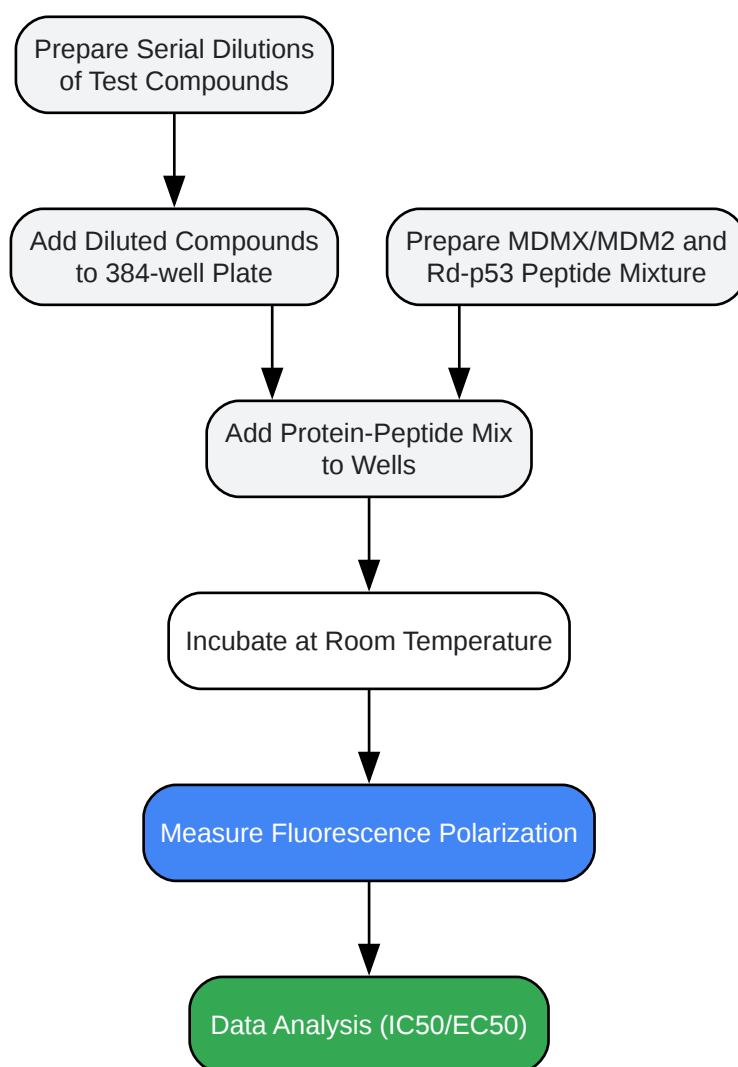 Prepare Serial Dilutions
of Test Compounds
Add Diluted Compounds
to 384-well Plate
Prepare MDMX/MDM2 and
Rd-p53 Peptide Mixture
Add Protein-Peptide Mix
to Wells
Incubate at Room Temperature
Measure Fluorescence Polarization
Data Analysis (IC50/EC50)